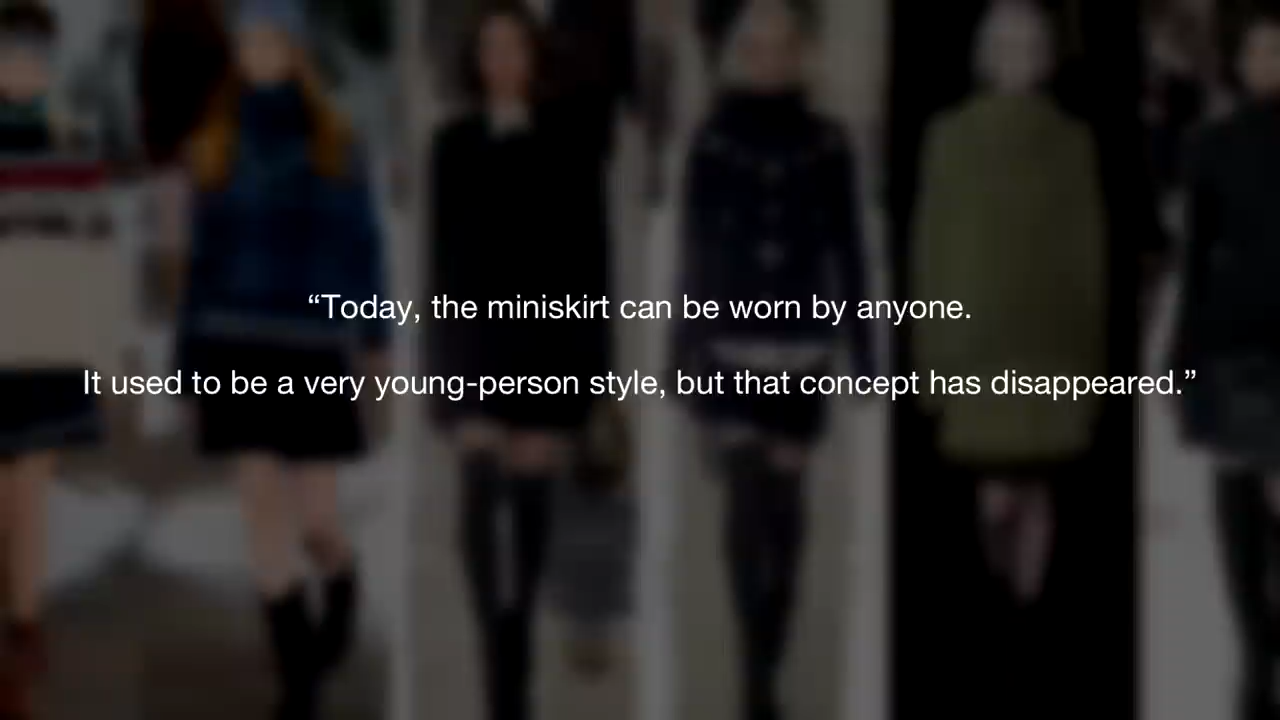 “Today, the miniskirt can be worn by anyone.
It used to be a very young-person style, but that concept has disappeared.”